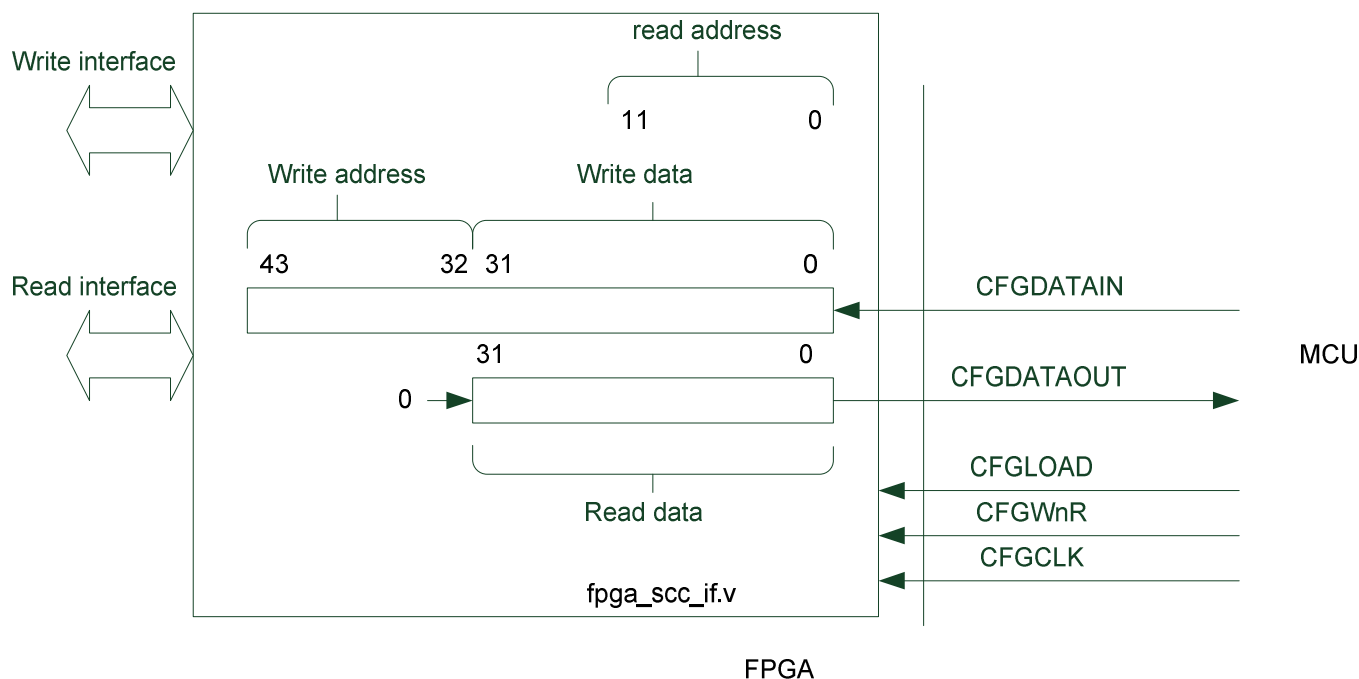 read address
Write interface
11 0
Write address Write data
43 32 31 0
Read interface
CFGDATAIN
31 0
MCU
CFGDATAOUT
0
CFGLOAD
Read data
CFGWnR
CFGCLK
fpga_scc_if.v
FPGA